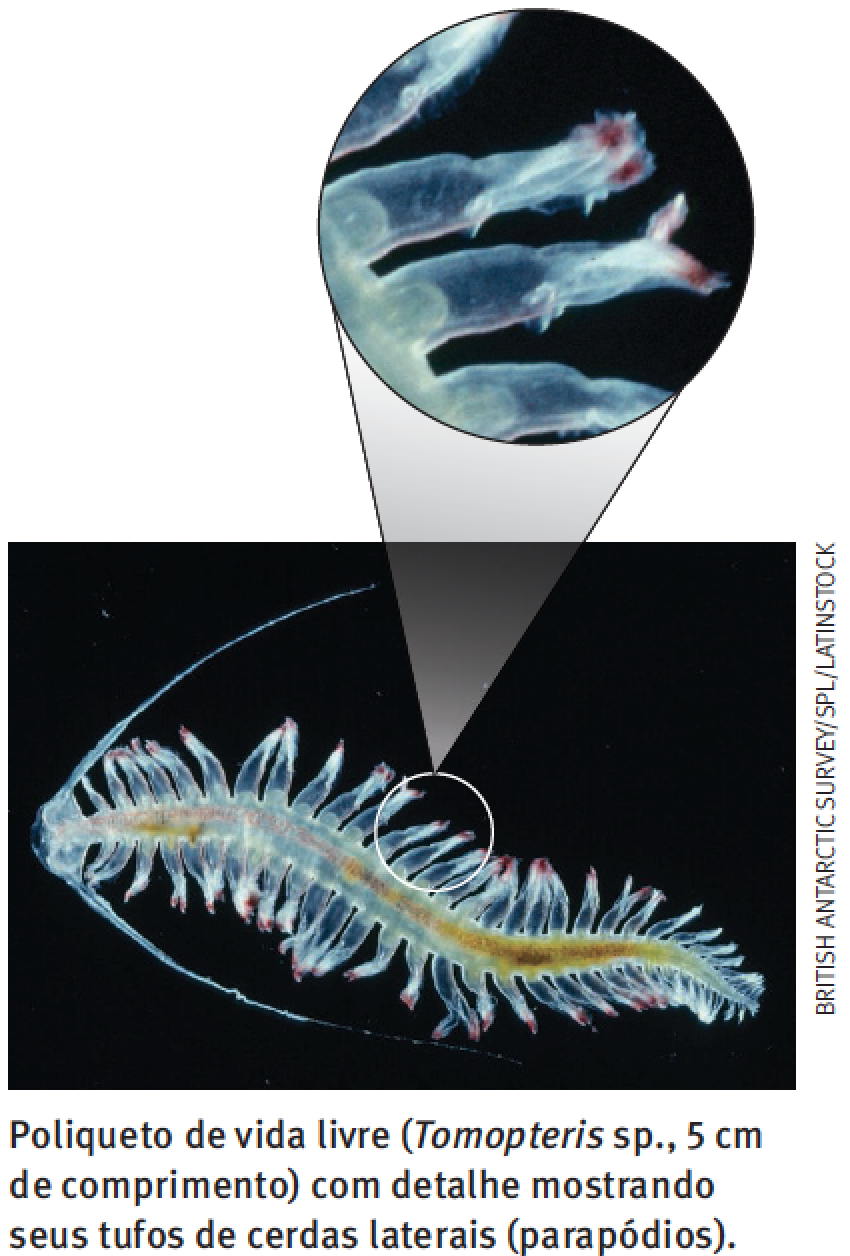 BRITISH ANTARCTIC SURVEY/SPL/LATINSTOCK
Poliqueto de vida livre (Tomopteris sp., 5 cm
de comprimento) com detalhe mostrando
seus tufos de cerdas laterais (parapódios).